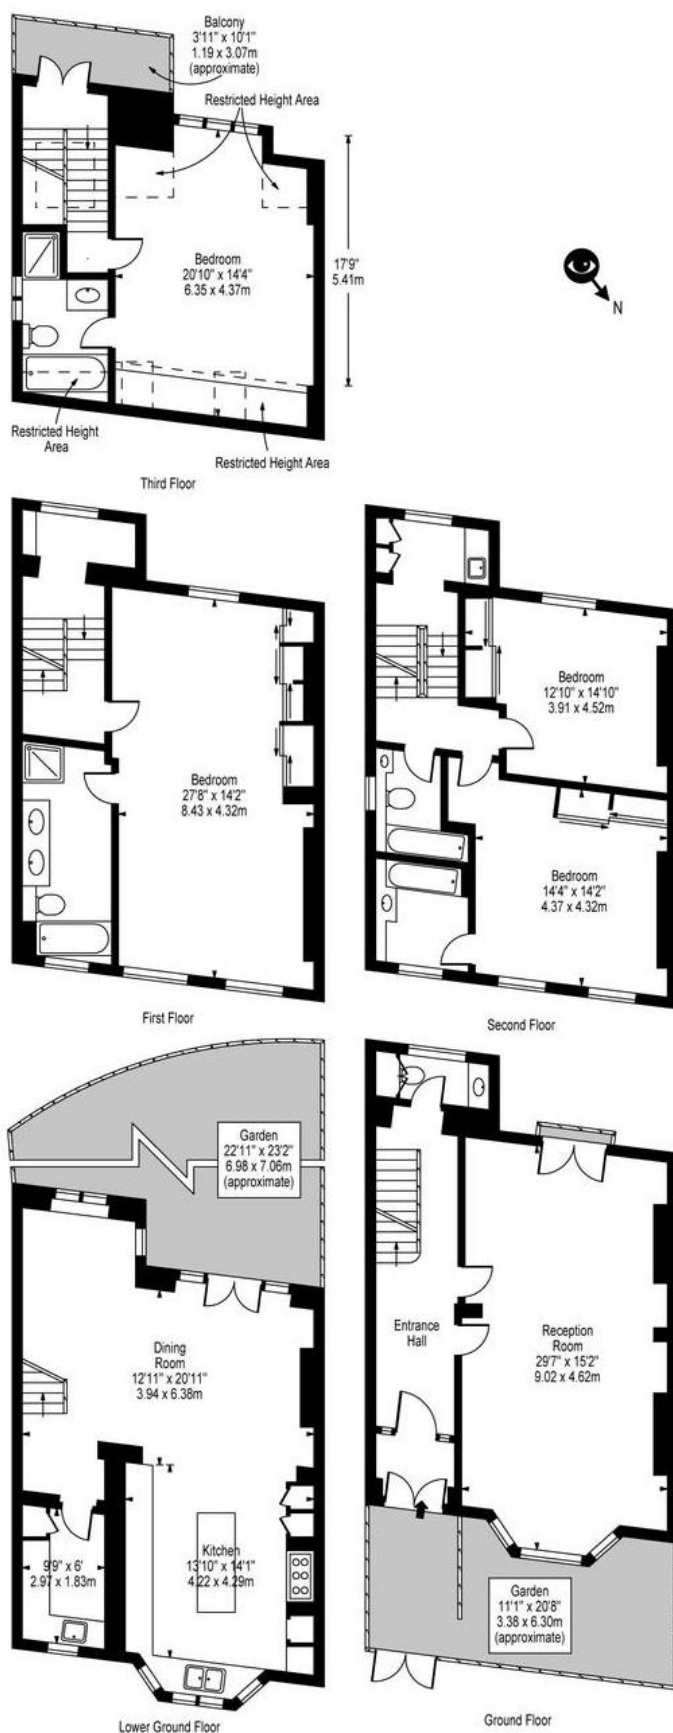 Balcony
3'11" x 10'1"
1.19 x 3.07m
(approximate)
Restricted Height Area
Bedroom
20'10" x 14'4"
6.35 x 4.37m
17'9"
5.41m
N
Restricted Height
Area
Restricted Height Area
Third Floor
Bedroom
27'8" x 14'2"
8.43 x 4.32m
First Floor
Bedroom
12'10" x 14'10"
3.91 x 4.52m
Bedroom
14'4" x 14'2"
4.37 x 4.32m
Second Floor
Garden
22'11" x 23'2"
6.98 x 7.06m
(approximate)
Dining
Room
12'11" x 20'11"
3.94 x 6.38m
9'9" x 6'
2.97 x 1.83m
Kitchen
13'10" x 14'1"
4.22 x 4.29m
Lower Ground Floor
Entrance
Hall
Reception
Room
29'7" x 15'2"
9.02 x 4.62m
Garden
11'1" x 20'8"
3.38 x 6.30m
(approximate)
Ground Floor